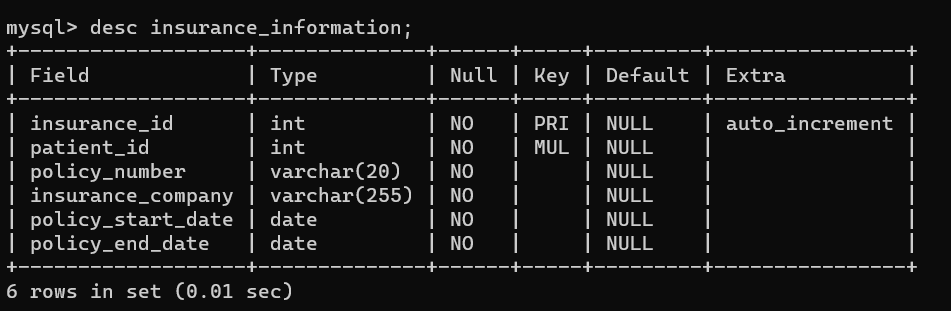 mysql> desc insurance_information;
+-------------------+--------------+------+-----+---------+----------------+
| Field             | Type         | Null | Key | Default | Extra          |
+-------------------+--------------+------+-----+---------+----------------+
| insurance_id      | int          | NO   | PRI | NULL    | auto_increment |
| patient_id        | int          | NO   | MUL | NULL    |                |
| policy_number     | varchar(20)  | NO   |     | NULL    |                |
| insurance_company | varchar(255) | NO   |     | NULL    |                |
| policy_start_date | date         | NO   |     | NULL    |                |
| policy_end_date   | date         | NO   |     | NULL    |                |
+-------------------+--------------+------+-----+---------+----------------+
6 rows in set (0.01 sec)